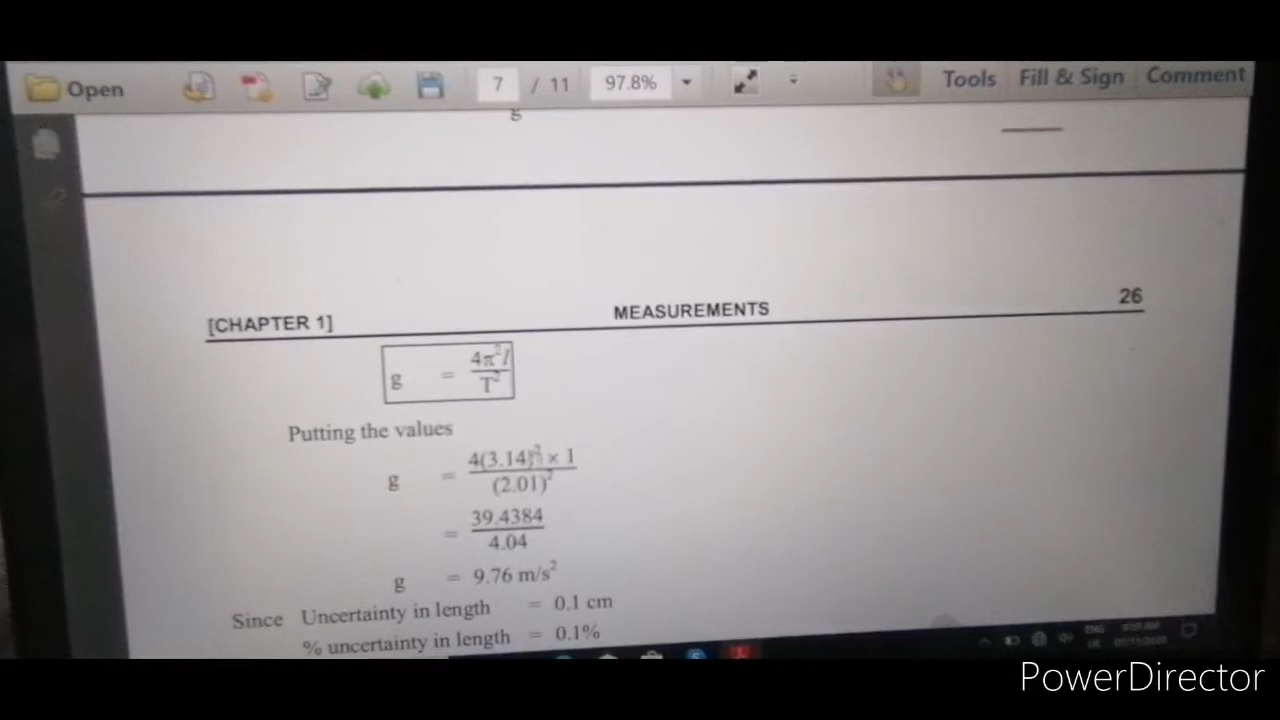 Open 7 / 11 97.8% Tools Fill & Sign Comment
g
[CHAPTER 1] MEASUREMENTS 26
g = 4π²l / T²
Putting the values
g = 4(3.14)² × 1 / (2.01)²
= 39.4384 / 4.04
g = 9.76 m/s²
Since Uncertainty in length = 0.1 cm
% uncertainty in length = 0.1%
ENG
PowerDirector